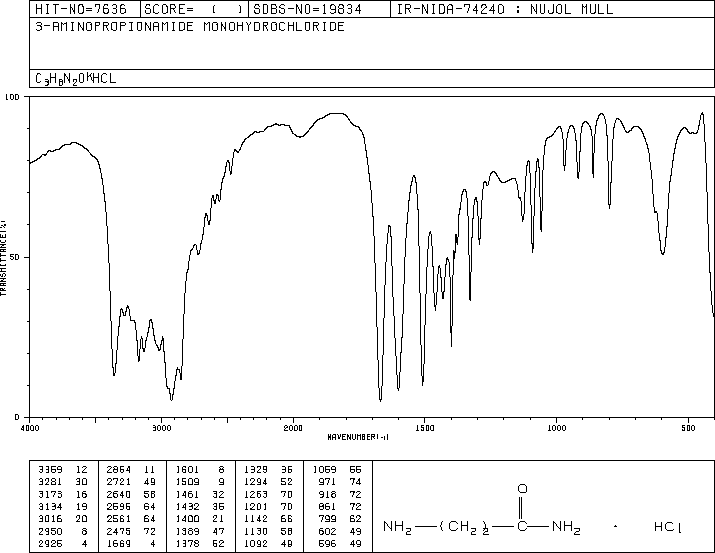 HIT-NO=7636 SCORE= ( ) SDBS-NO=19834 IR-NIDA-74240 : NUJOL MULL
3-AMINOPROPIONAMIDE MONOHYDROCHLORIDE
C3H8N2O*HCL
100
50
0
TRANSMITTANCE(%)
4000 3000 2000 1500 1000 500
WAVENUMBER(-1)
3359 12 2854 11 1601 8 1329 35 1059 55
3281 30 2721 49 1509 9 1294 52 971 74
3173 16 2640 58 1461 32 1263 70 918 72
3134 19 2595 64 1432 35 1201 70 861 72
3016 20 2561 64 1400 21 1142 66 799 62
2950 8 2475 72 1389 47 1130 58 602 49
2925 4 1669 4 1378 52 1092 49 596 49
O
NH2—(CH2)2—C—NH2 · HCl